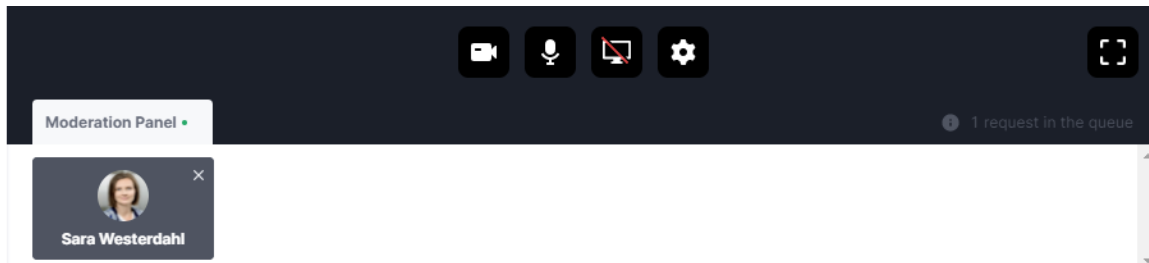 Moderation Panel •
1 request in the queue
Sara Westerdahl